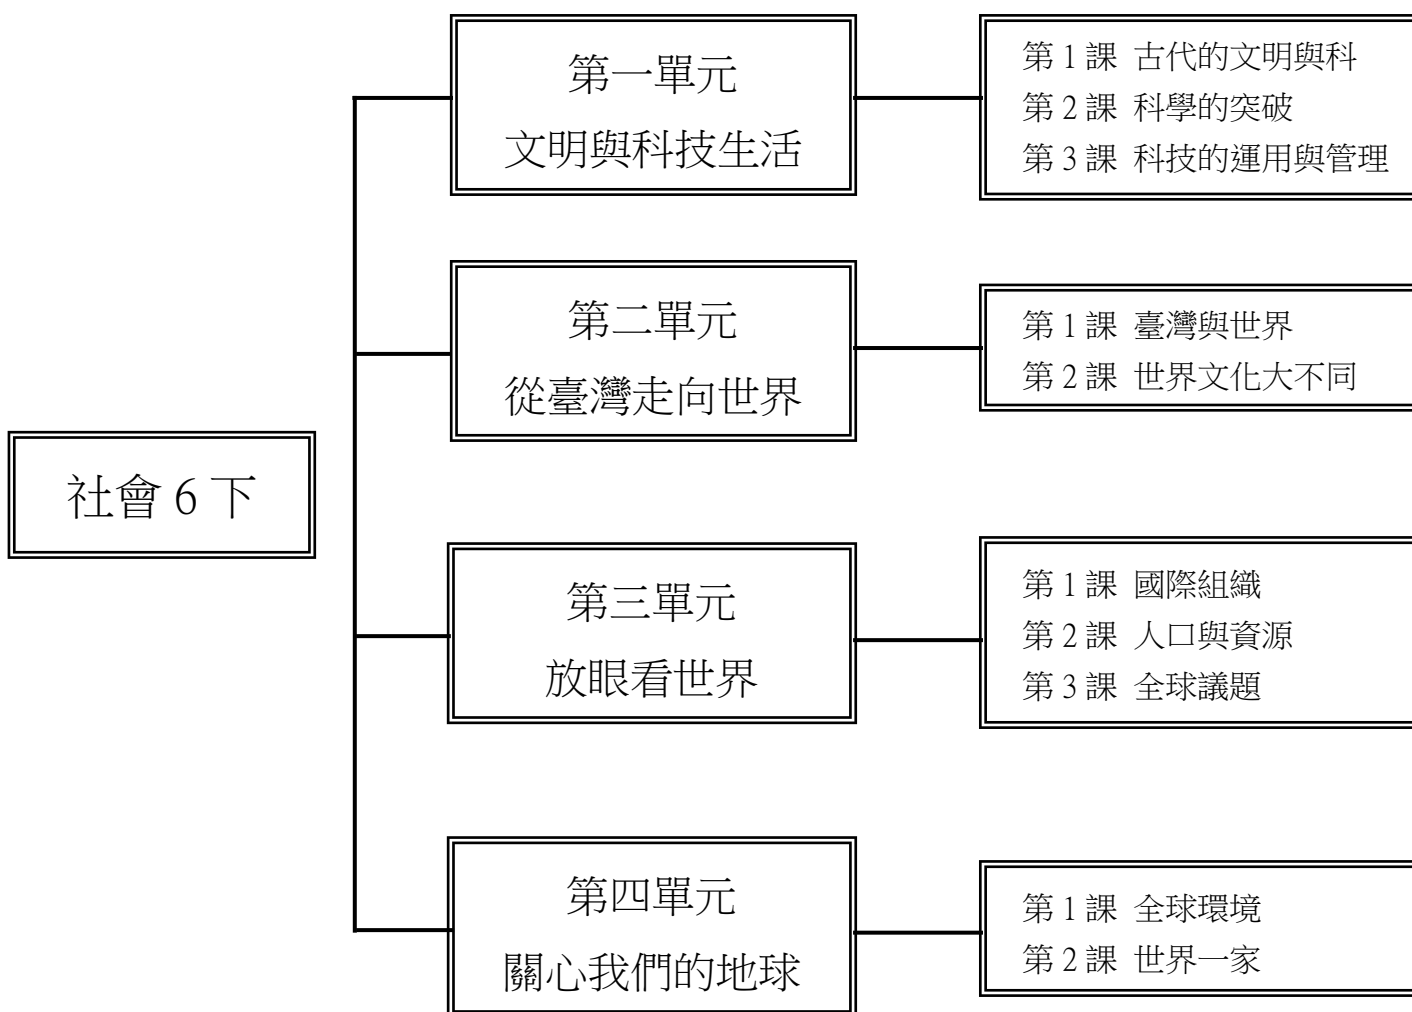 社會 6 下
第一單元
文明與科技生活
第 1 課 古代的文明與科
第 2 課 科學的突破
第 3 課 科技的運用與管理
第二單元
從臺灣走向世界
第 1 課 臺灣與世界
第 2 課 世界文化大不同
第三單元
放眼看世界
第 1 課 國際組織
第 2 課 人口與資源
第 3 課 全球議題
第四單元
關心我們的地球
第 1 課 全球環境
第 2 課 世界一家